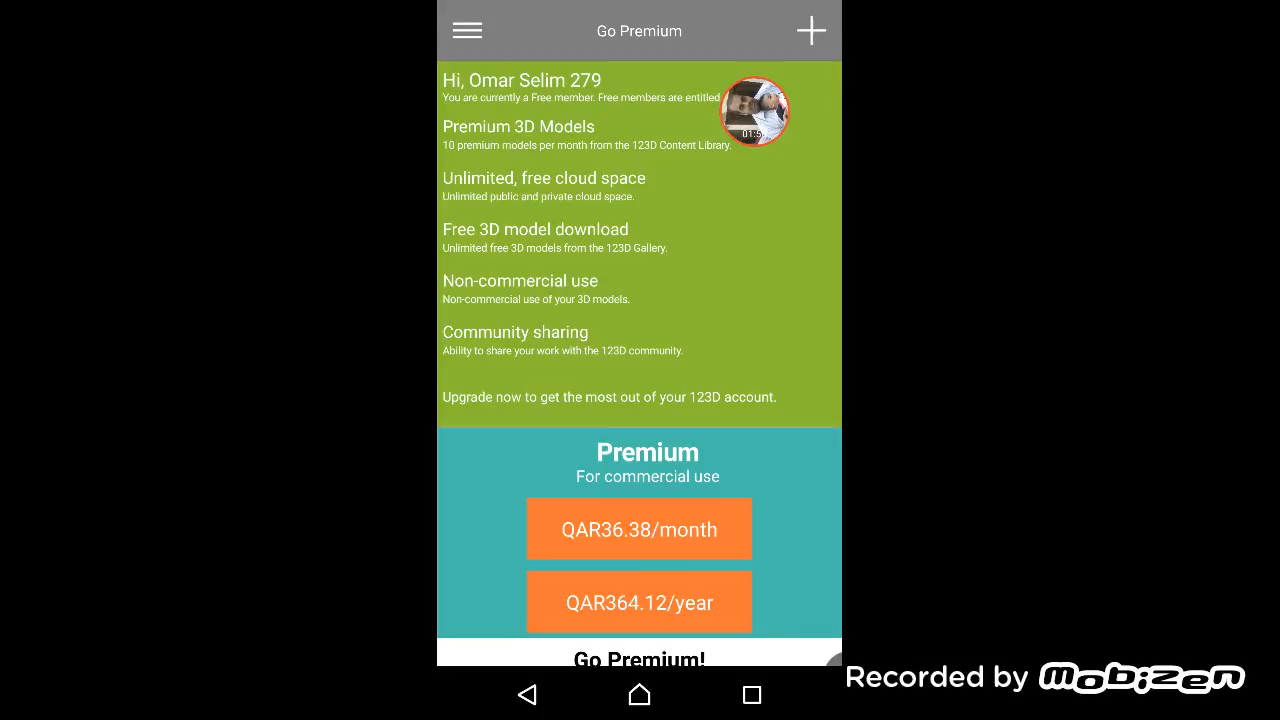 Go Premium
Hi, Omar Selim 279
You are currently a Free member. Free members are entitled
Premium 3D Models
10 premium models per month from the 123D Content Library.
Unlimited, free cloud space
Unlimited public and private cloud space.
Free 3D model download
Unlimited free 3D models from the 123D Gallery.
Non-commercial use
Non-commercial use of your 3D models.
Community sharing
Ability to share your work with the 123D community.
Upgrade now to get the most out of your 123D account.
Premium
For commercial use
QAR36.38/month
QAR364.12/year
Go Premium!
Recorded by mobizen